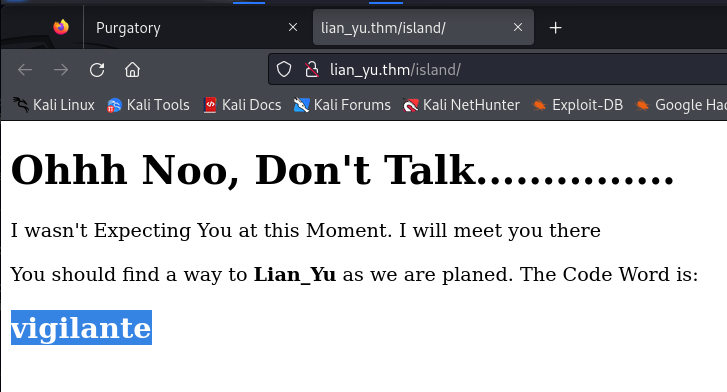 Purgatory
lian_yu.thm/island/
lian_yu.thm/island/
Kali Linux Kali Tools Kali Docs Kali Forums Kali NetHunter Exploit-DB Google Hac
Ohhh Noo, Don't Talk...............
I wasn't Expecting You at this Moment. I will meet you there
You should find a way to Lian_Yu as we are planed. The Code Word is:
vigilante